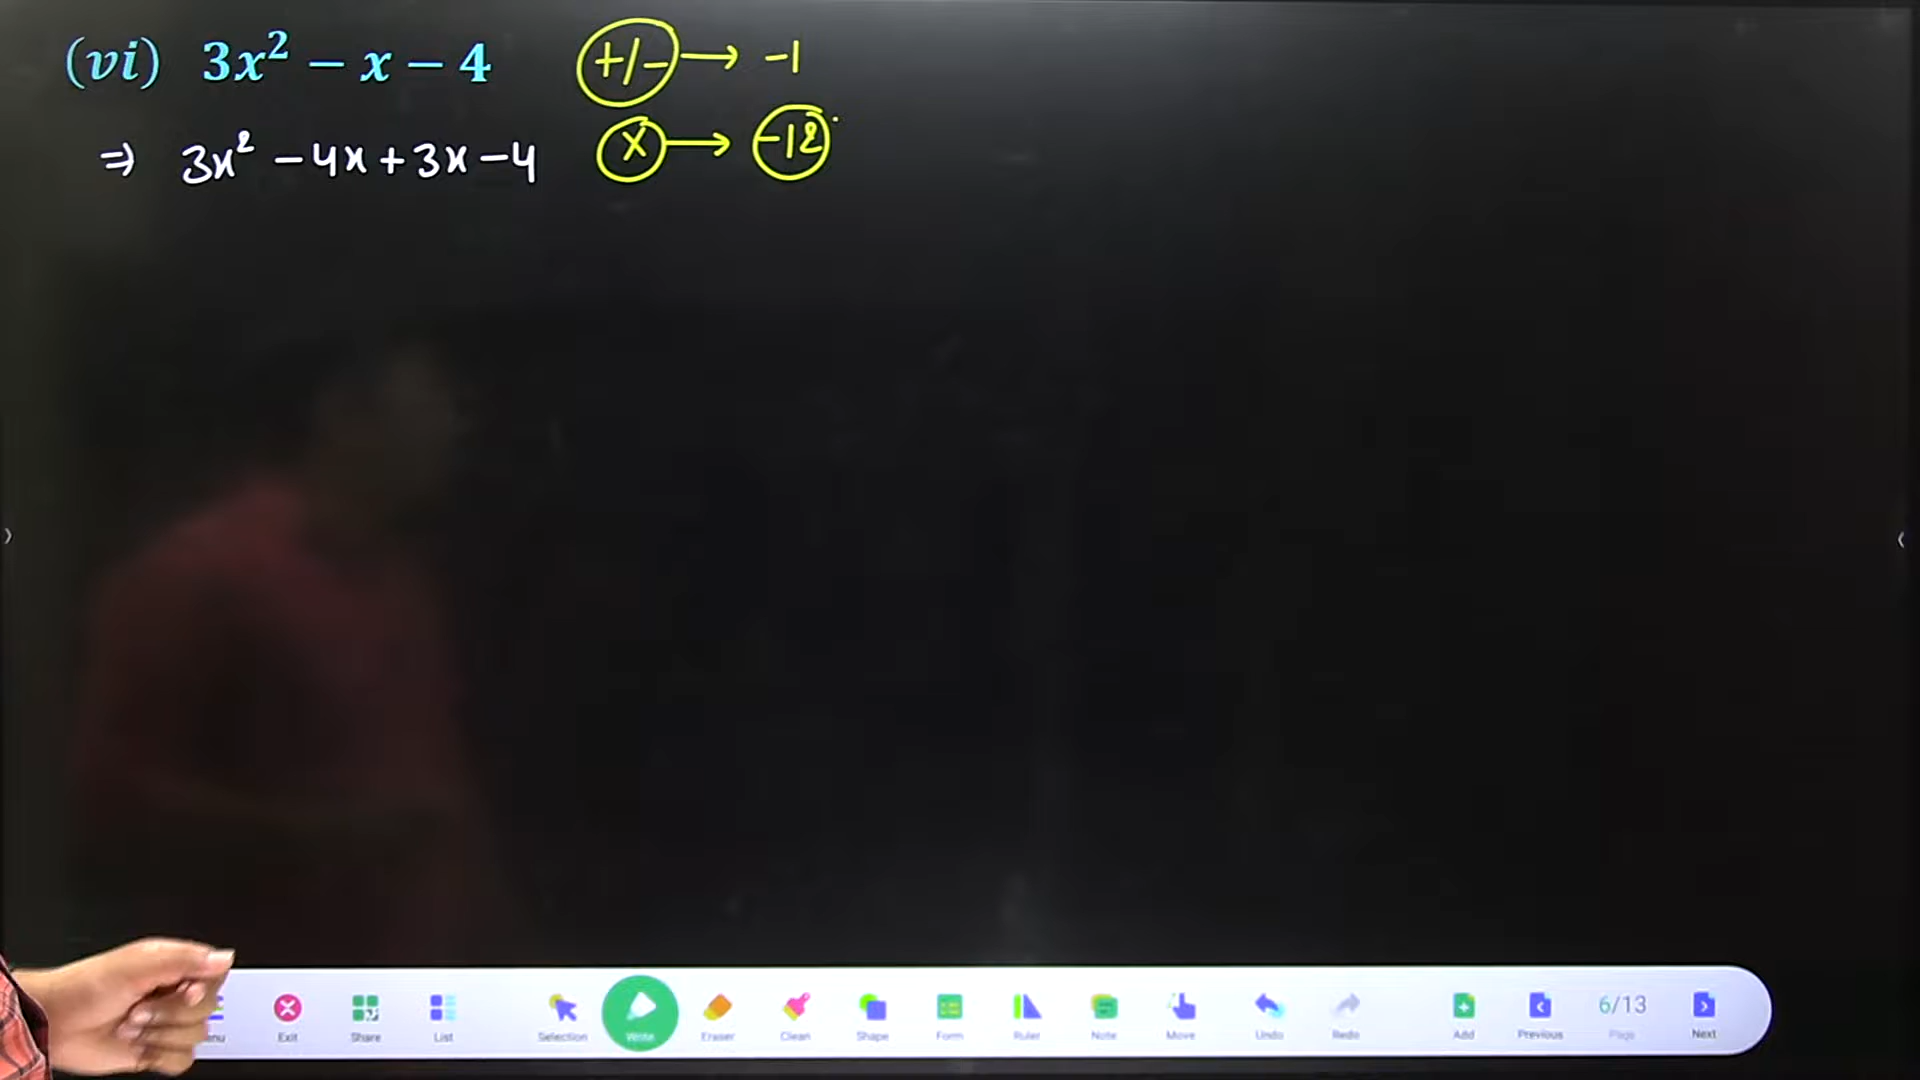 (vi) 3x² − x − 4 +/- → -1
⇒ 3x² - 4x + 3x - 4 x → -12
Exit Share List Selection Write Eraser Clean Shape Form Ruler Note Move Undo Redo Add Previous 6/13 Page Next